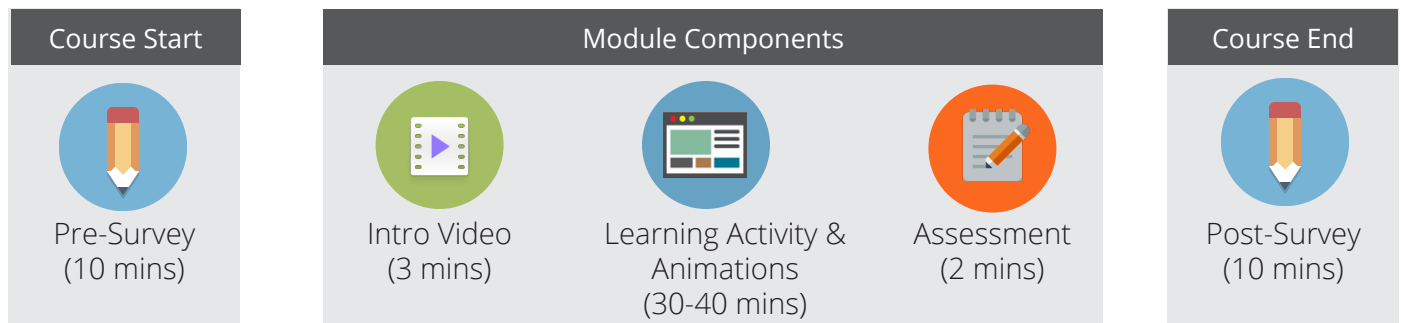 Course Start
Pre-Survey
(10 mins)
Module Components
Intro Video
(3 mins)
Learning Activity &
Animations
(30-40 mins)
Assessment
(2 mins)
Course End
Post-Survey
(10 mins)